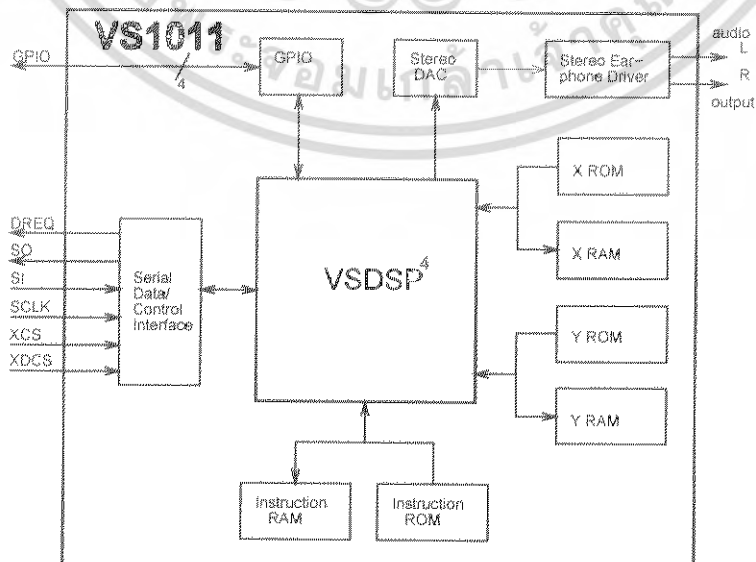 VS1011
audio
L
R
output
GPIO
4
GPIO
Stereo
DAC
Stereo Ear-
phone Driver
X ROM
X RAM
DREQ
SO
SI
SCLK
XCS
XDCS
Serial
Data/
Control
Interface
VSDSP4
Y ROM
Y RAM
Instruction
RAM
Instruction
ROM